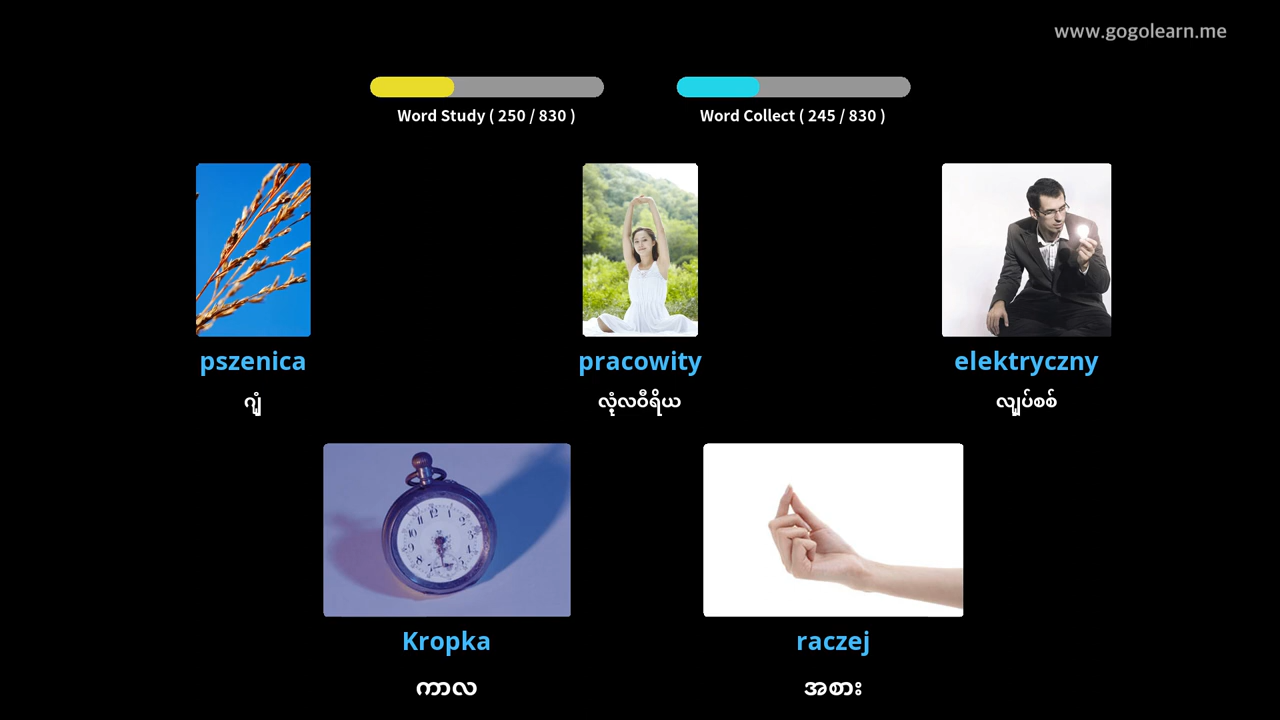 www.gogolearn.me
Word Study ( 250 / 830 )
Word Collect ( 245 / 830 )
pszenica
pracowity
elektryczny
ဂျုံ
လုံ့လဝီရိယ
လျှပ်စစ်
Kropka
raczej
ကာလ
အစား